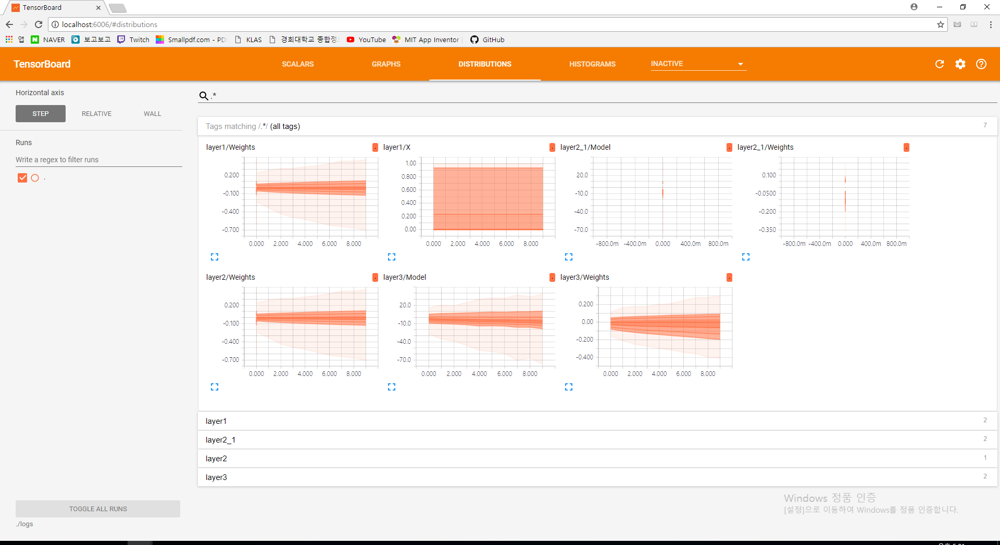 TensorBoard
localhost:6006/#distributions
앱 NAVER 보고보고 Twitch Smallpdf.com - PD KLAS 경희대학교 종합정 YouTube MIT App Inventor GitHub
TensorBoard SCALARS GRAPHS DISTRIBUTIONS HISTOGRAMS INACTIVE
Horizontal axis
STEP RELATIVE WALL
Runs
Write a regex to filter runs
.
TOGGLE ALL RUNS
./logs
.*
Tags matching /.*/ (all tags) 7
layer1/Weights .
0.200
-0.100
-0.400
-0.700
0.000 2.000 4.000 6.000 8.000
layer1/X .
1.00
0.800
0.600
0.400
0.200
0.00
0.000 2.000 4.000 6.000 8.000
layer2_1/Model .
20.0
-10.0
-40.0
-70.0
-800.0m -400.0m 0.000 400.0m 800.0m
layer2_1/Weights .
0.100
-0.0500
-0.200
-0.350
-800.0m -400.0m 0.000 400.0m 800.0m
layer2/Weights .
0.200
-0.100
-0.400
-0.700
0.000 2.000 4.000 6.000 8.000
layer3/Model .
20.0
-10.0
-40.0
-70.0
0.000 2.000 4.000 6.000 8.000
layer3/Weights .
0.200
0.00
-0.200
-0.400
0.000 2.000 4.000 6.000 8.000
layer1 2
layer2_1 2
layer2 1
layer3 2
Windows 정품 인증
[설정]으로 이동하여 Windows를 정품 인증합니다.